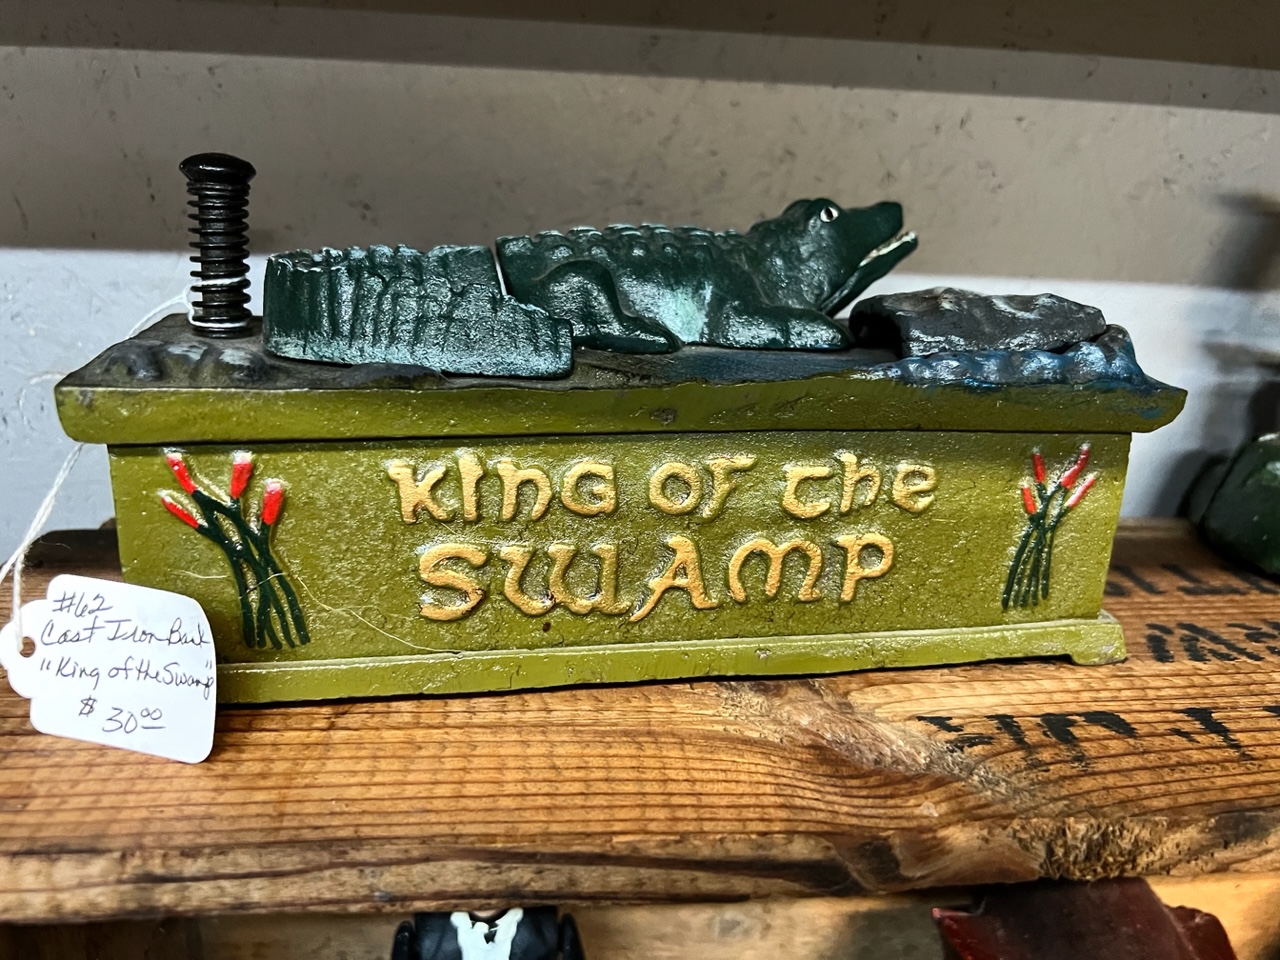 King of the
SWAMP
#62
Cast Iron Bank
"King of the Swamp"
$ 30.00